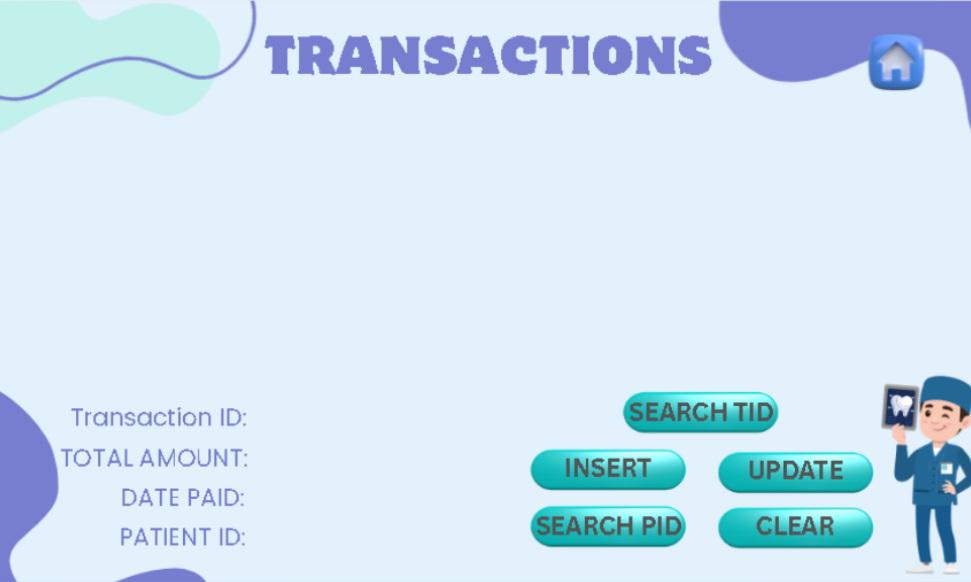 TRANSACTIONS
Transaction ID:
SEARCH TID
TOTAL AMOUNT:
INSERT
UPDATE
DATE PAID:
PATIENT ID:
SEARCH PID
CLEAR